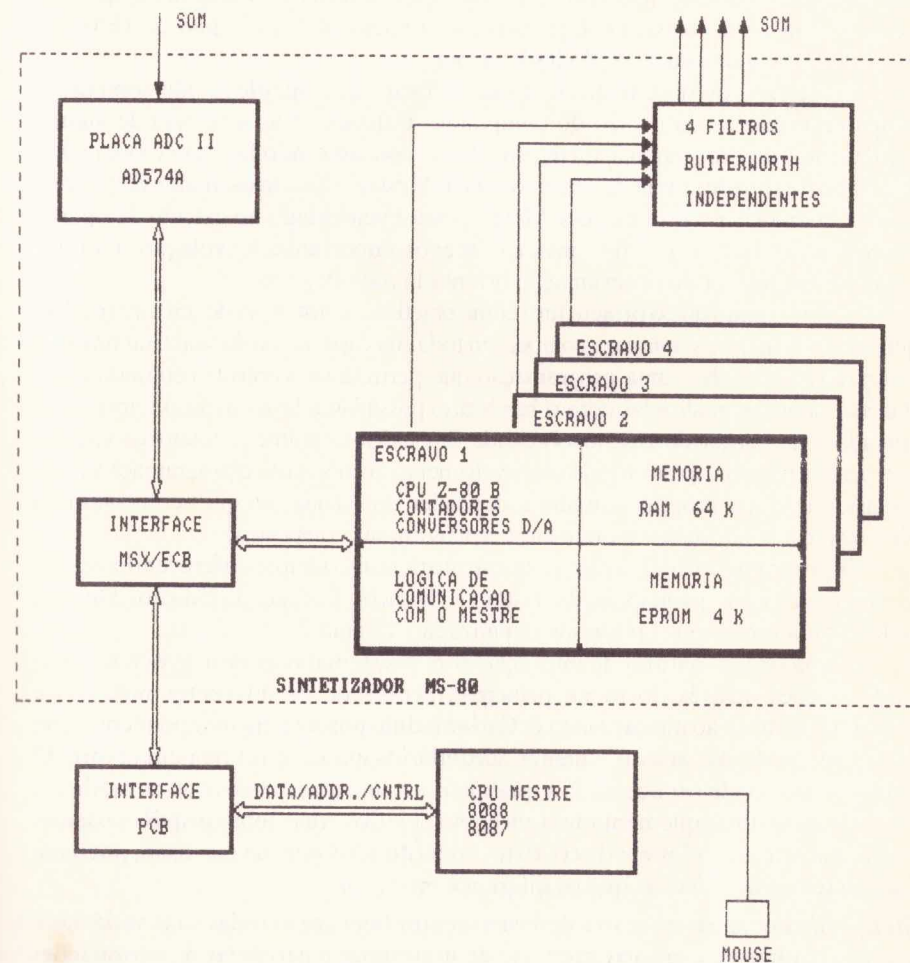 SOM
SOM
PLACA ADC II
AD574A
4 FILTROS
BUTTERWORTH
INDEPENDENTES
ESCRAVO 4
ESCRAVO 3
ESCRAVO 2
ESCRAVO 1
CPU Z-80 B
CONTADORES
CONVERSORES D/A
MEMORIA
RAM 64 K
INTERFACE
MSX/ECB
LOGICA DE
COMUNICACAO
COM O MESTRE
MEMORIA
EPROM 4 K
SINTETIZADOR MS-80
INTERFACE
PCB
DATA/ADDR./CNTRL
CPU MESTRE
8088
8087
MOUSE